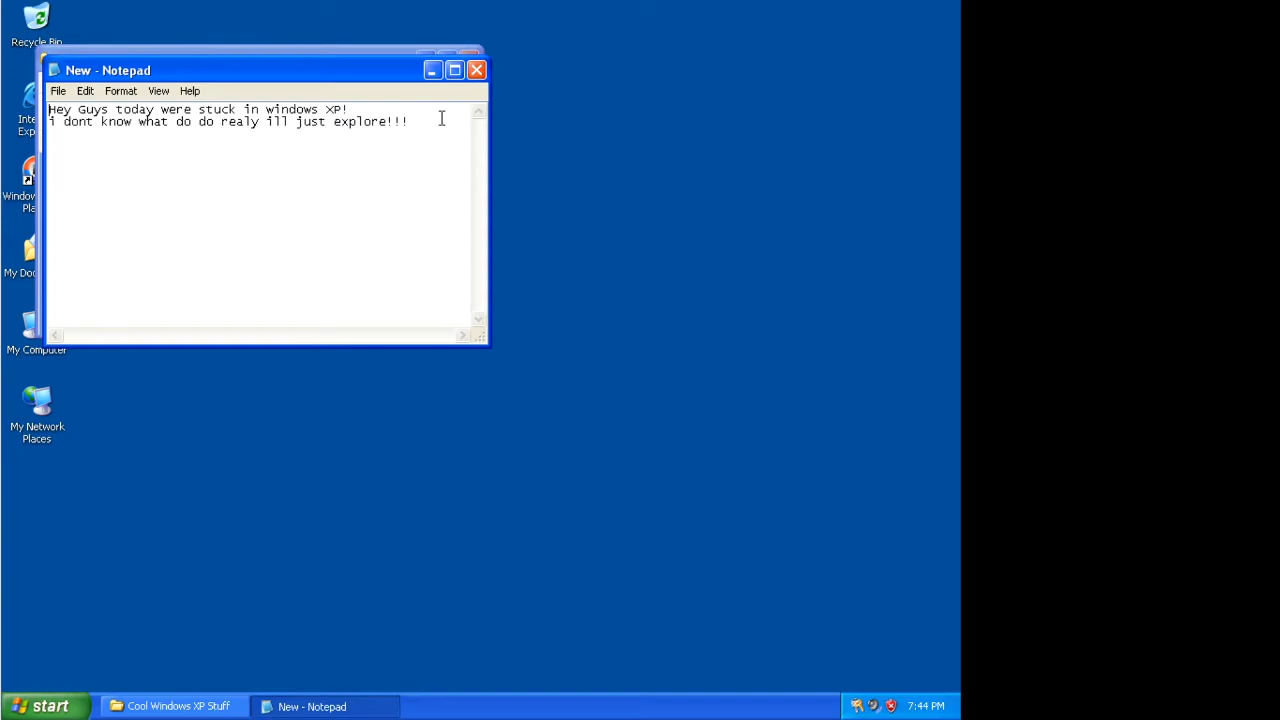 Recycle Bin
New - Notepad
File Edit Format View Help
Hey Guys today were stuck in windows XP!
i dont know what do do realy ill just explore!!!
My Computer
My Network
Places
start
Cool Windows XP Stuff
New - Notepad
7:44 PM